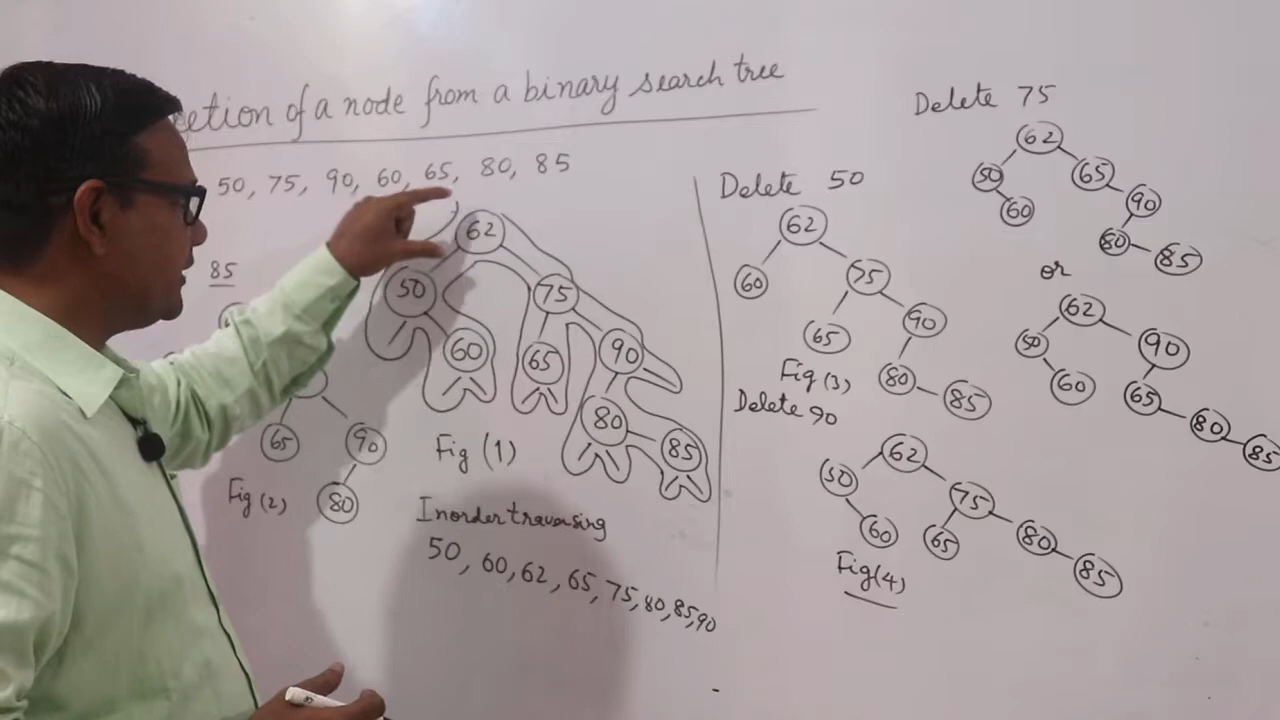 of a node from a binary search tree
50, 75, 90, 60, 65, 80, 85
85
62
50 75
60 65 90
80 85
Fig (1)
65 90
80
Fig (2)
Inorder traversing
50, 60, 62, 65, 75, 80, 85, 90
Delete 50
62
60 75
65 90
80 85
Fig (3)
Delete 90
62
50 75
60 65 80
85
Fig (4)
Delete 75
62
50 65
60 90
80 85
or
62
50 90
60 65
80
85